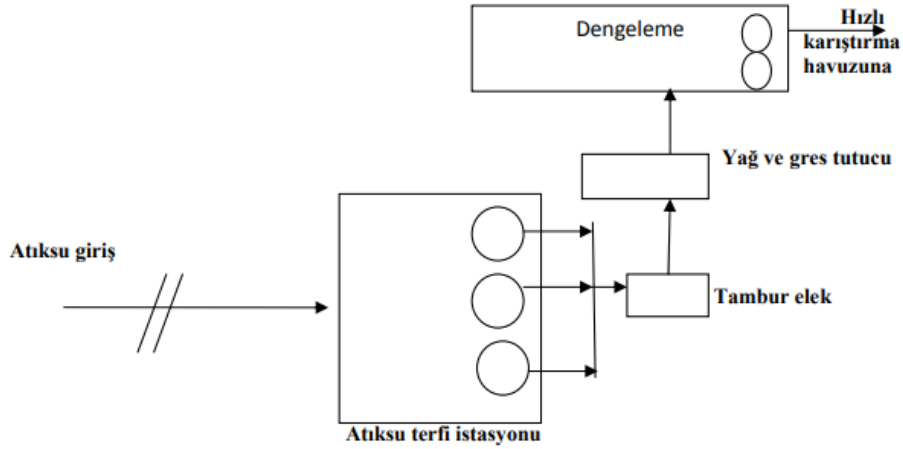 Dengeleme
Hızlı
karıştırma
havuzuna
Yağ ve gres tutucu
Atıksu giriş
Tambur elek
Atıksu terfi istasyonu